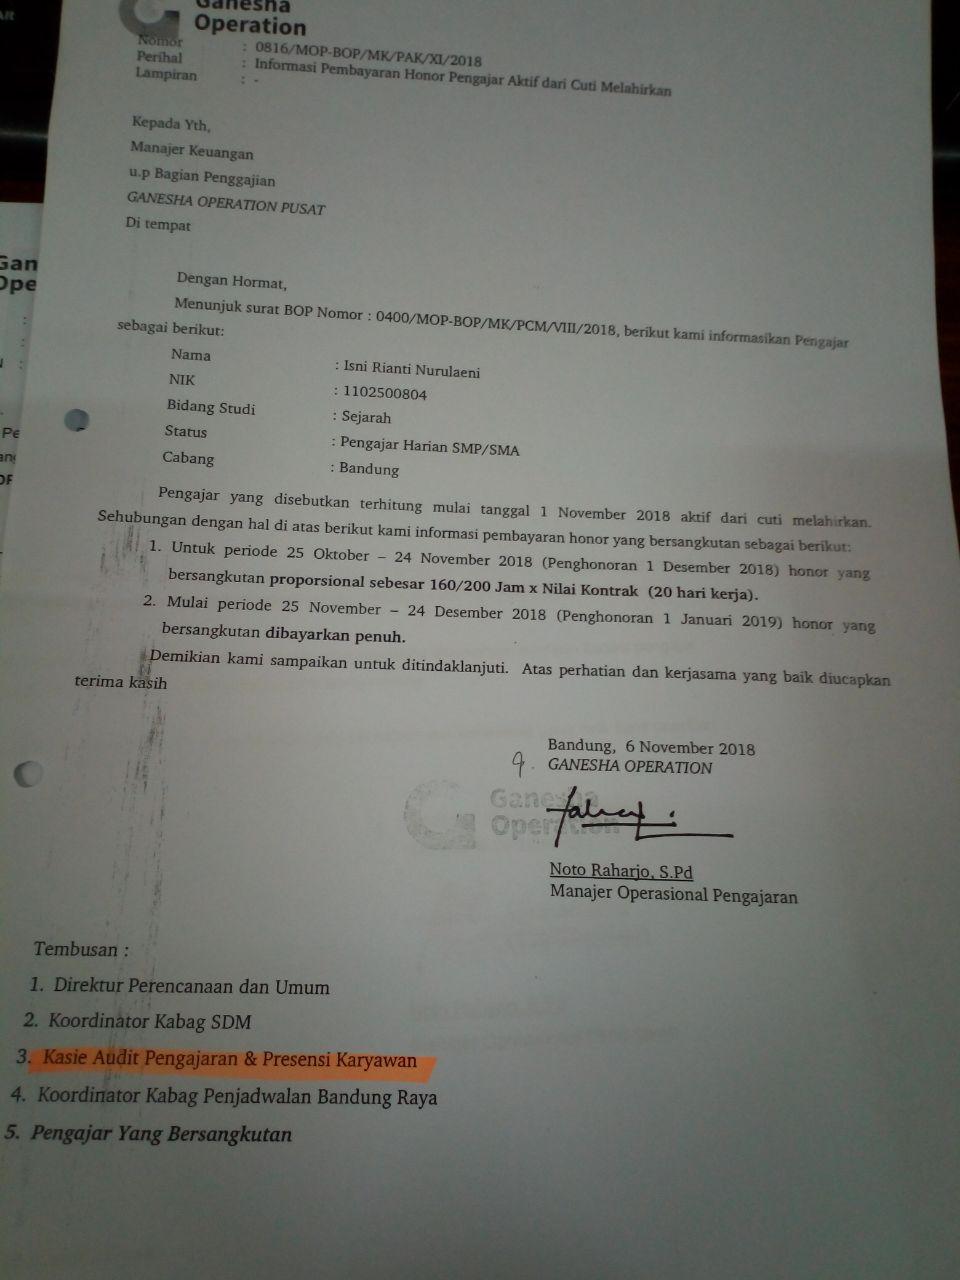 Ganesha
Operation
Nomor : 0816/MOP-BOP/MK/PAK/XI/2018
Perihal : Informasi Pembayaran Honor Pengajar Aktif dari Cuti Melahirkan
Lampiran : -
Kepada Yth,
Manajer Keuangan
u.p Bagian Penggajian
GANESHA OPERATION PUSAT
Di tempat
Dengan Hormat,
Menunjuk surat BOP Nomor : 0400/MOP-BOP/MK/PCM/VIII/2018, berikut kami informasikan Pengajar
sebagai berikut:
Nama : Isni Rianti Nurulaeni
NIK : 1102500804
Bidang Studi : Sejarah
Status : Pengajar Harian SMP/SMA
Cabang : Bandung
Pengajar yang disebutkan terhitung mulai tanggal 1 November 2018 aktif dari cuti melahirkan.
Sehubungan dengan hal di atas berikut kami informasi pembayaran honor yang bersangkutan sebagai berikut:
1. Untuk periode 25 Oktober – 24 November 2018 (Penghonoran 1 Desember 2018) honor yang
bersangkutan proporsional sebesar 160/200 Jam x Nilai Kontrak (20 hari kerja).
2. Mulai periode 25 November – 24 Desember 2018 (Penghonoran 1 Januari 2019) honor yang
bersangkutan dibayarkan penuh.
Demikian kami sampaikan untuk ditindaklanjuti. Atas perhatian dan kerjasama yang baik diucapkan
terima kasih
Bandung, 6 November 2018
GANESHA OPERATION
Ganesha
Operation
Noto Raharjo, S.Pd
Manajer Operasional Pengajaran
Tembusan :
1. Direktur Perencanaan dan Umum
2. Koordinator Kabag SDM
3. Kasie Audit Pengajaran & Presensi Karyawan
4. Koordinator Kabag Penjadwalan Bandung Raya
5. Pengajar Yang Bersangkutan
Gan
Ope
:
:
:
Pe